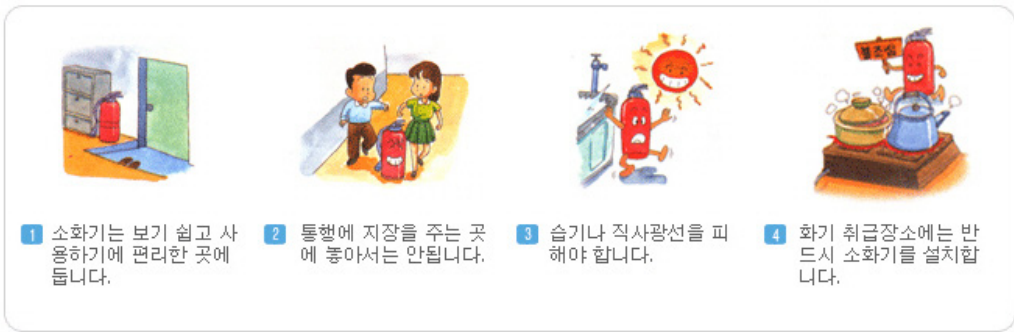 불조심
1 소화기는 보기 쉽고 사
용하기에 편리한 곳에
둡니다.
2 통행에 지장을 주는 곳
에 놓아서는 안됩니다.
3 습기나 직사광선을 피
해야 합니다.
4 화기 취급장소에는 반
드시 소화기를 설치합
니다.